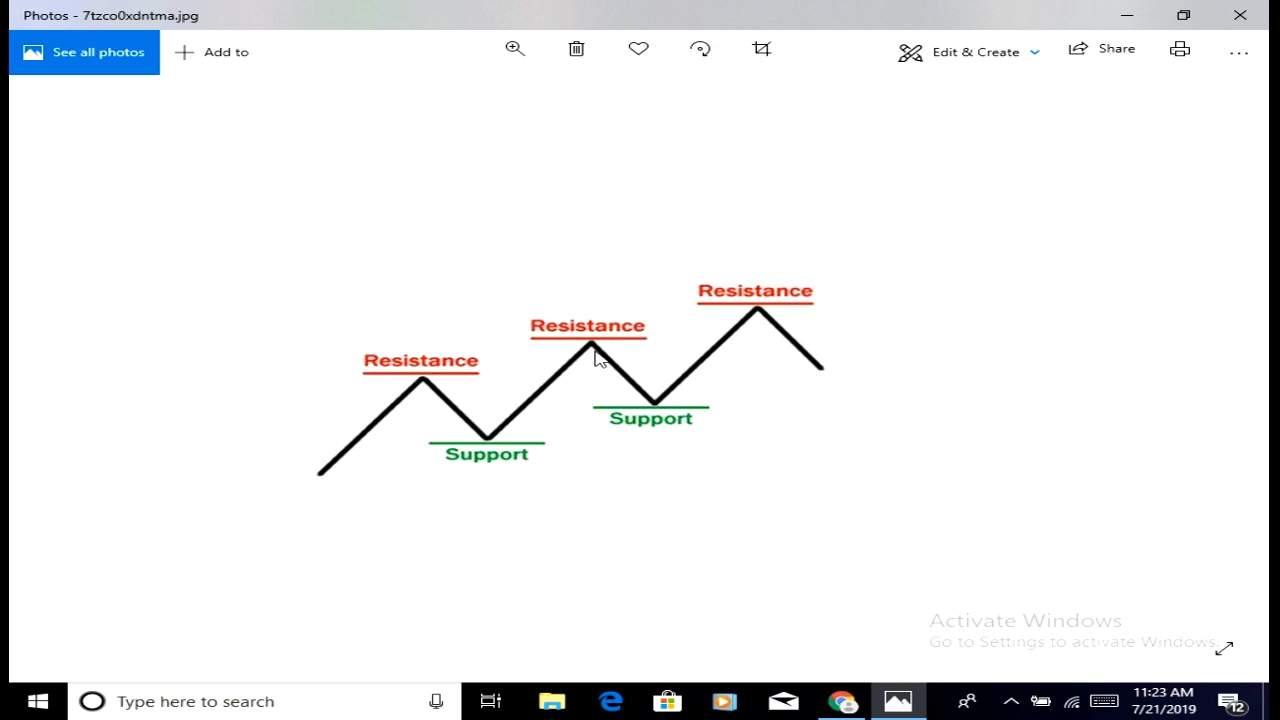 Photos - 7tzco0xdntma.jpg
See all photos
Add to
Edit & Create
Share
Resistance
Resistance
Resistance
Support
Support
Activate Windows
Go to Settings to activate Windows.
Type here to search
11:23 AM
7/21/2019
12